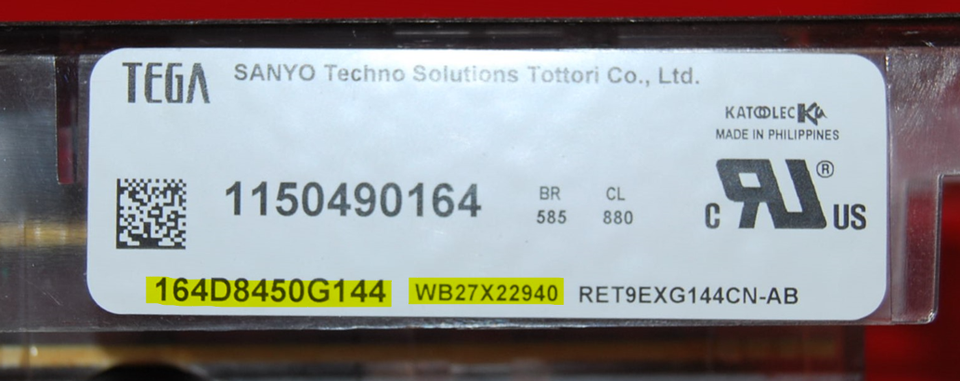 TEGA SANYO Techno Solutions Tottori Co., Ltd.
KATOOLEC
MADE IN PHILIPPINES
1150490164
BR CL
585 880
C US ®
164D8450G144 WB27X22940 RET9EXG144CN-AB